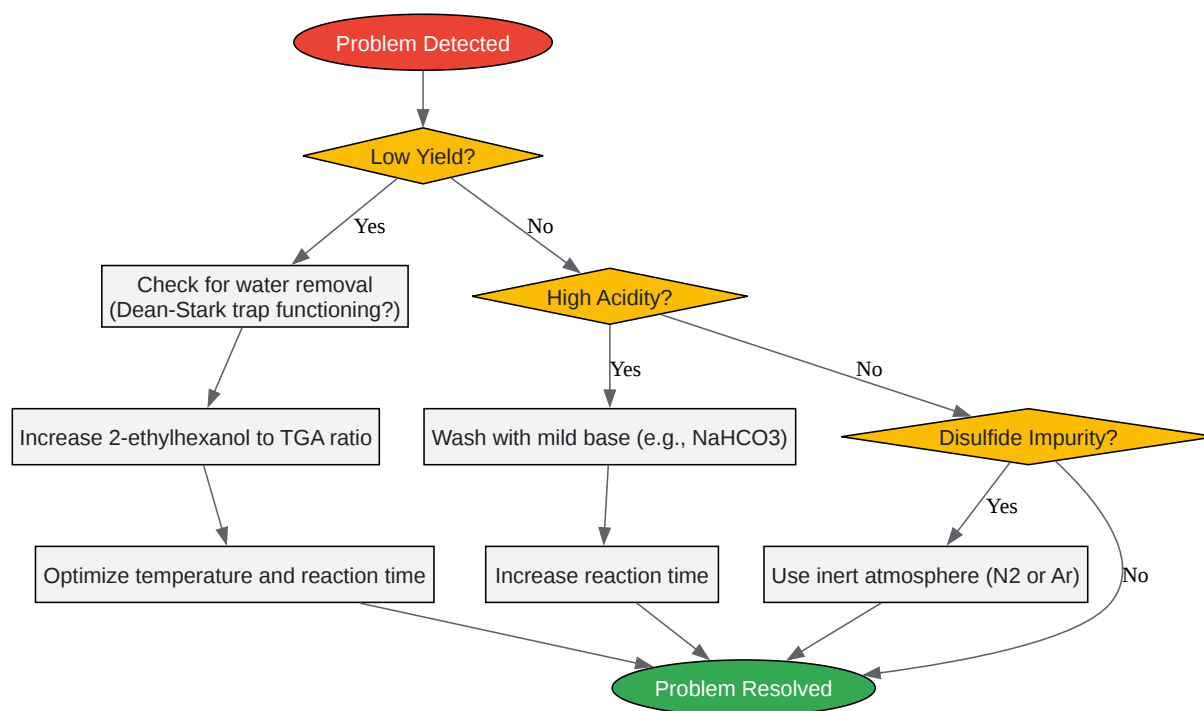 Problem Detected
Low Yield?
Yes
No
Check for water removal
(Dean-Stark trap functioning?)
High Acidity?
Yes
No
Increase 2-ethylhexanol to TGA ratio
Wash with mild base (e.g., NaHCO3)
Disulfide Impurity?
Yes
No
Optimize temperature and reaction time
Increase reaction time
Use inert atmosphere (N2 or Ar)
Problem Resolved